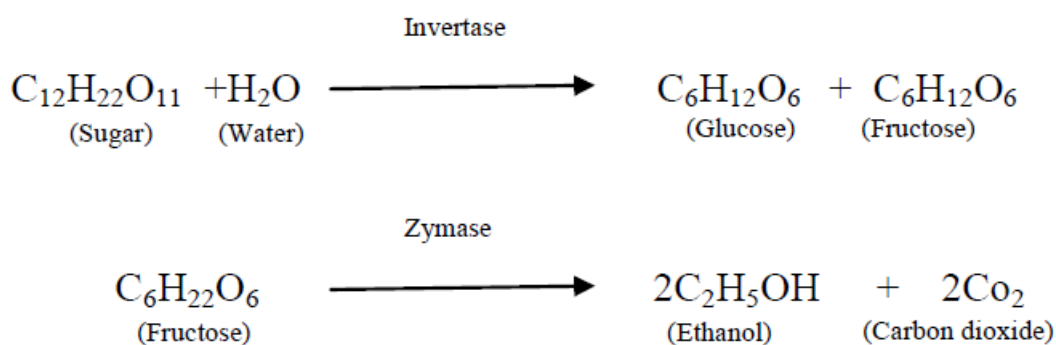 Invertase
C₁₂H₂₂O₁₁ +H₂O C₆H₁₂O₆ + C₆H₁₂O₆
(Sugar) (Water) (Glucose) (Fructose)
Zymase
C₆H₂₂O₆ 2C₂H₅OH + 2Co₂
(Fructose) (Ethanol) (Carbon dioxide)